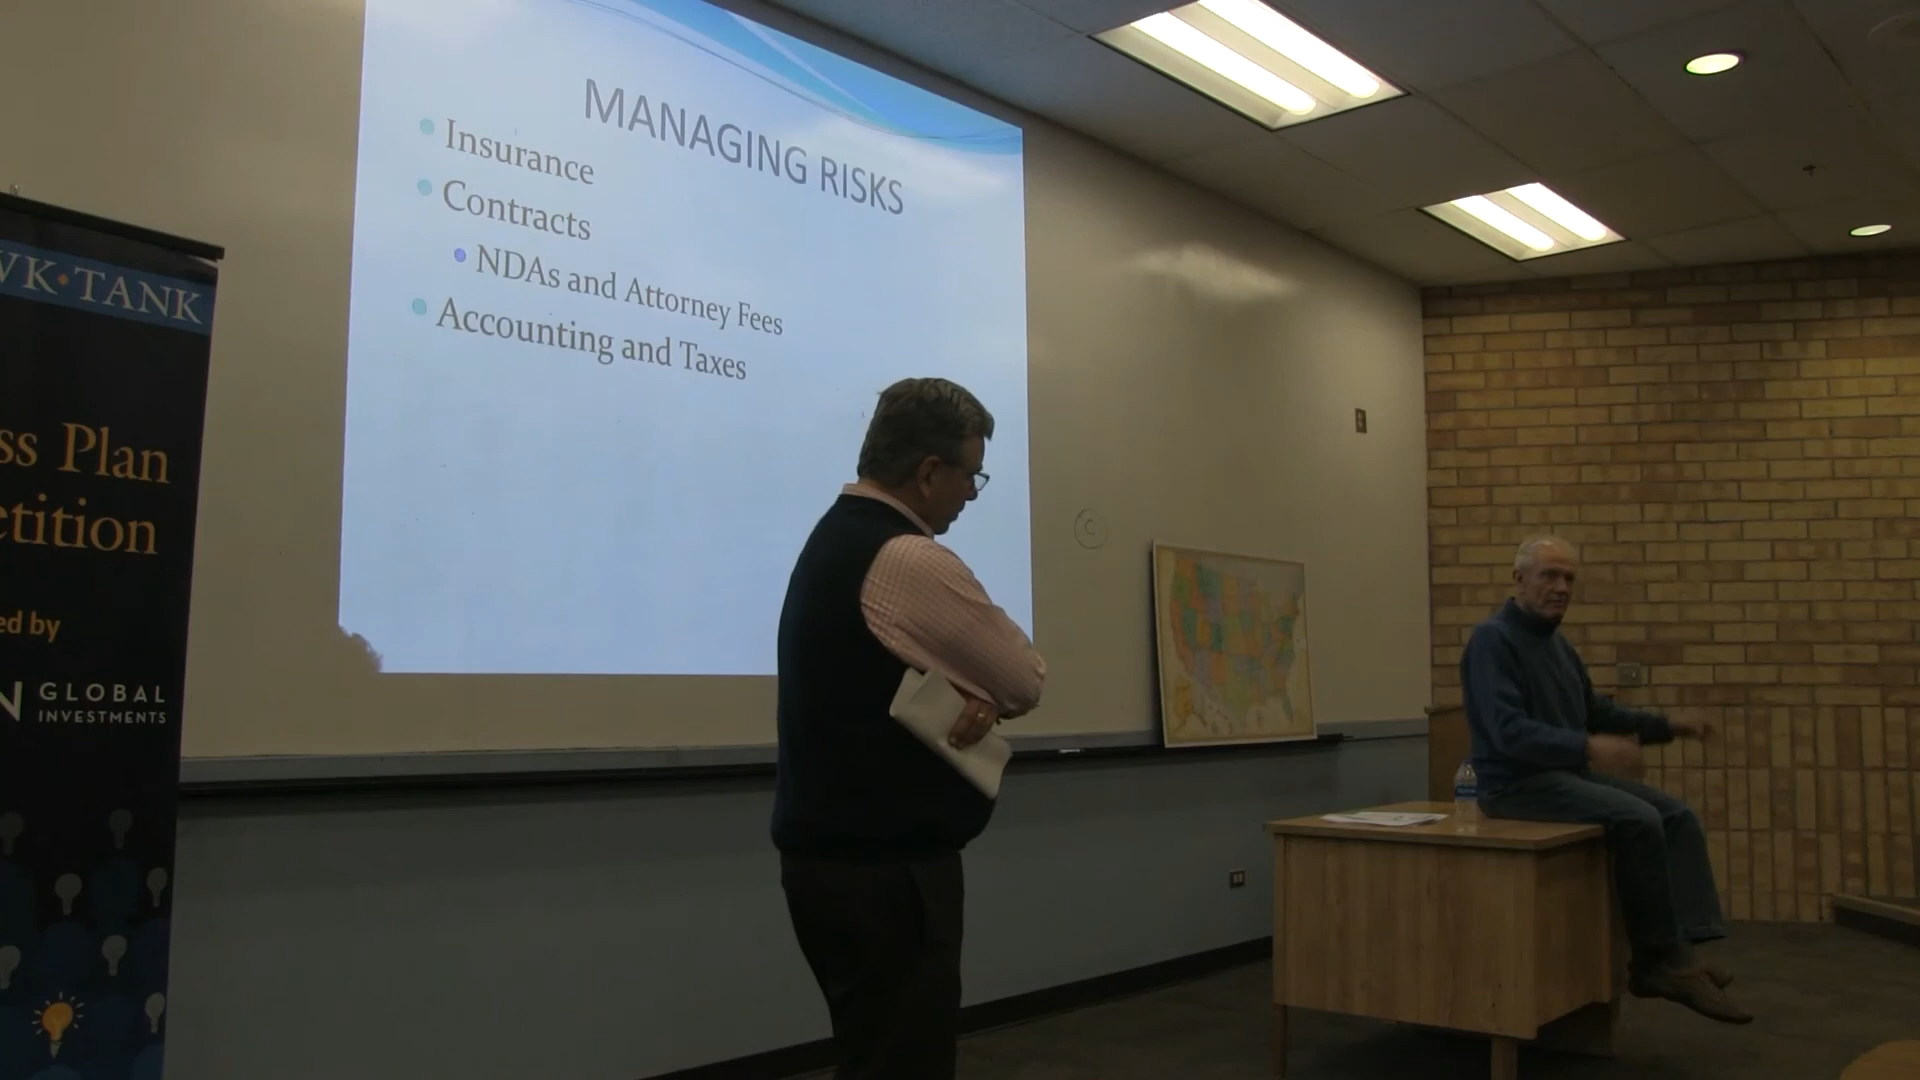 MANAGING RISKS
Insurance
Contracts
NDAs and Attorney Fees
Accounting and Taxes
WK•TANK
ss Plan
etition
ed by
N GLOBAL
INVESTMENTS
C